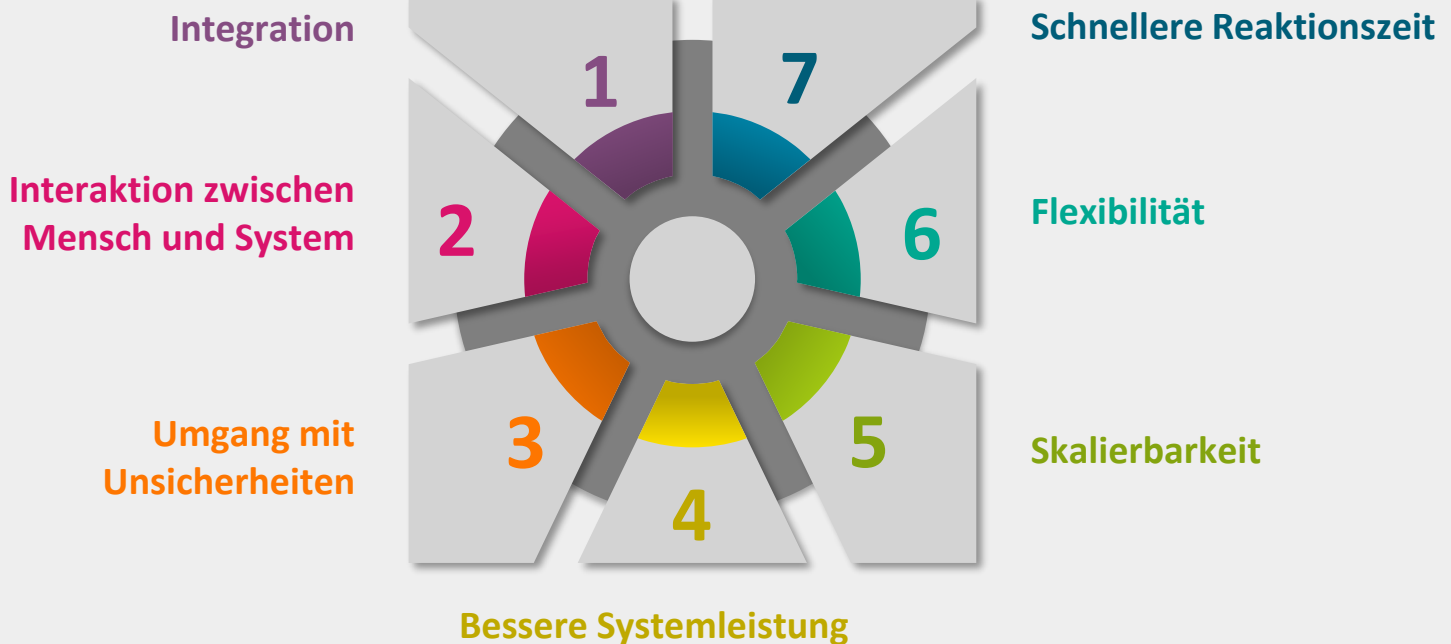 Integration
1
7
Schnellere Reaktionszeit
Interaktion zwischen
Mensch und System
2
6
Flexibilität
Umgang mit
Unsicherheiten
3
5
Skalierbarkeit
4
Bessere Systemleistung